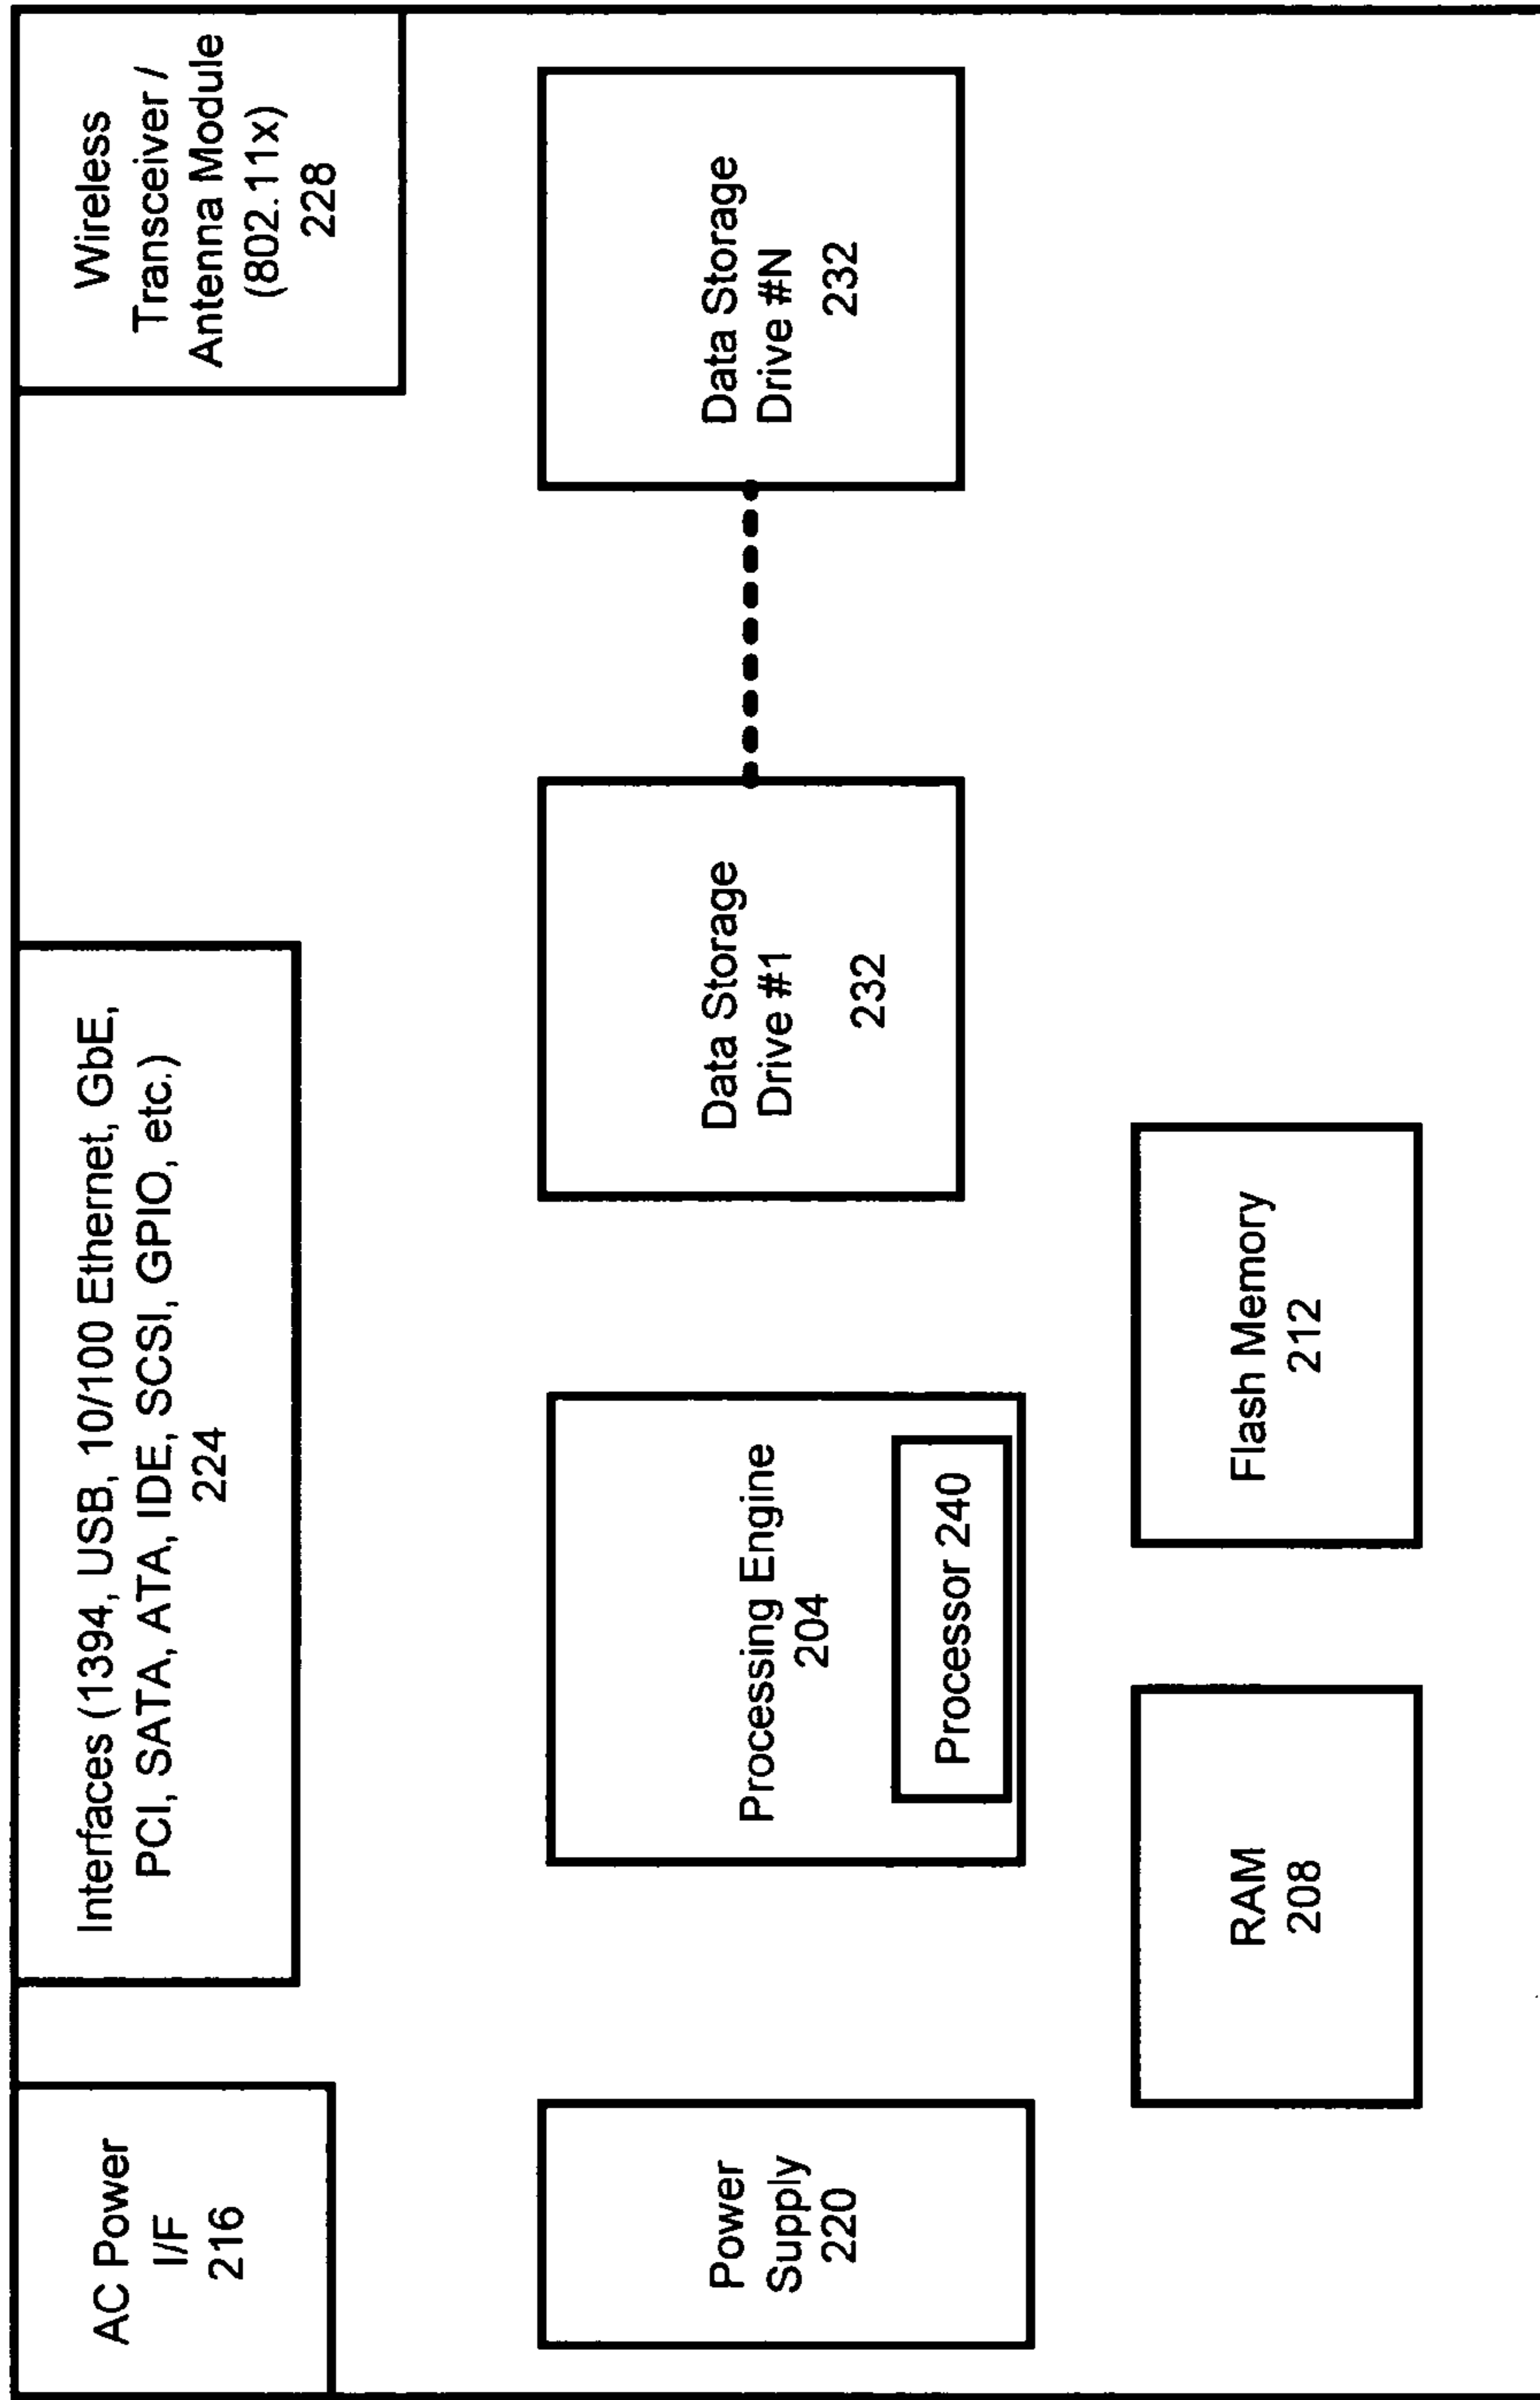 AC Power
I/F
216
Interfaces (1394, USB, 10/100 Ethernet, GbE,
PCI, SATA, ATA, IDE, SCSI, GPIO, etc.)
224
Wireless
Transceiver /
Antenna Module
(802.11x)
228
Power
Supply
220
Processing Engine
204
Processor 240
Data Storage
Drive #1
232
Data Storage
Drive #N
232
RAM
208
Flash Memory
212